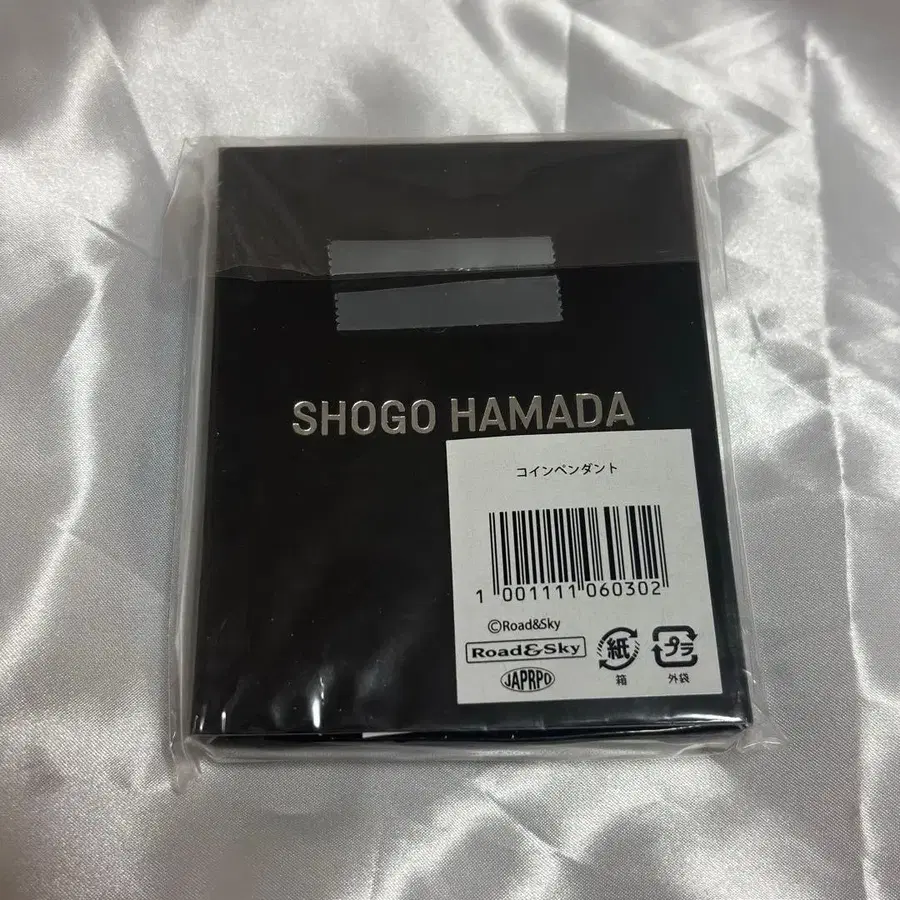 SHOGO HAMADA
コインペンダント
1 001111 060302
©Road&Sky
Road&Sky
JAPRPO
紙
箱
プラ
外袋